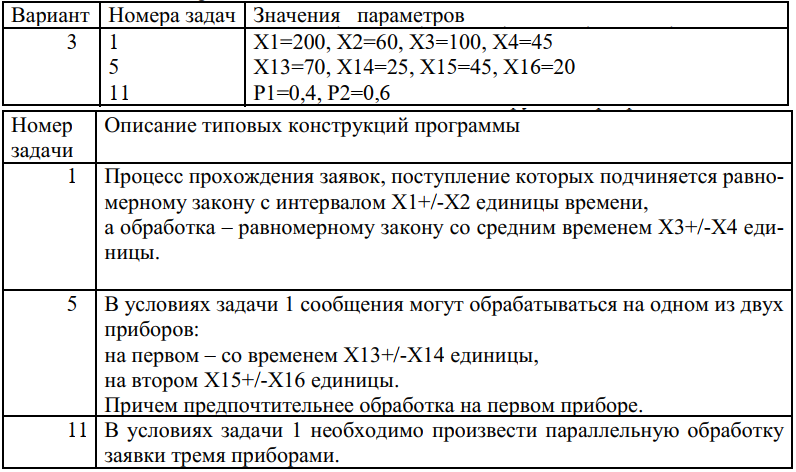 Вариант Номера задач Значения параметров
3 1 X1=200, X2=60, X3=100, X4=45
5 X13=70, X14=25, X15=45, X16=20
11 P1=0,4, P2=0,6
Номер задачи Описание типовых конструкций программы
1 Процесс прохождения заявок, поступление которых подчиняется равно-
мерному закону с интервалом X1+/-X2 единицы времени,
а обработка – равномерному закону со средним временем X3+/-X4 еди-
ницы.
5 В условиях задачи 1 сообщения могут обрабатываться на одном из двух
приборов:
на первом – со временем X13+/-X14 единицы,
на втором X15+/-X16 единицы.
Причем предпочтительнее обработка на первом приборе.
11 В условиях задачи 1 необходимо произвести параллельную обработку
заявки тремя приборами.